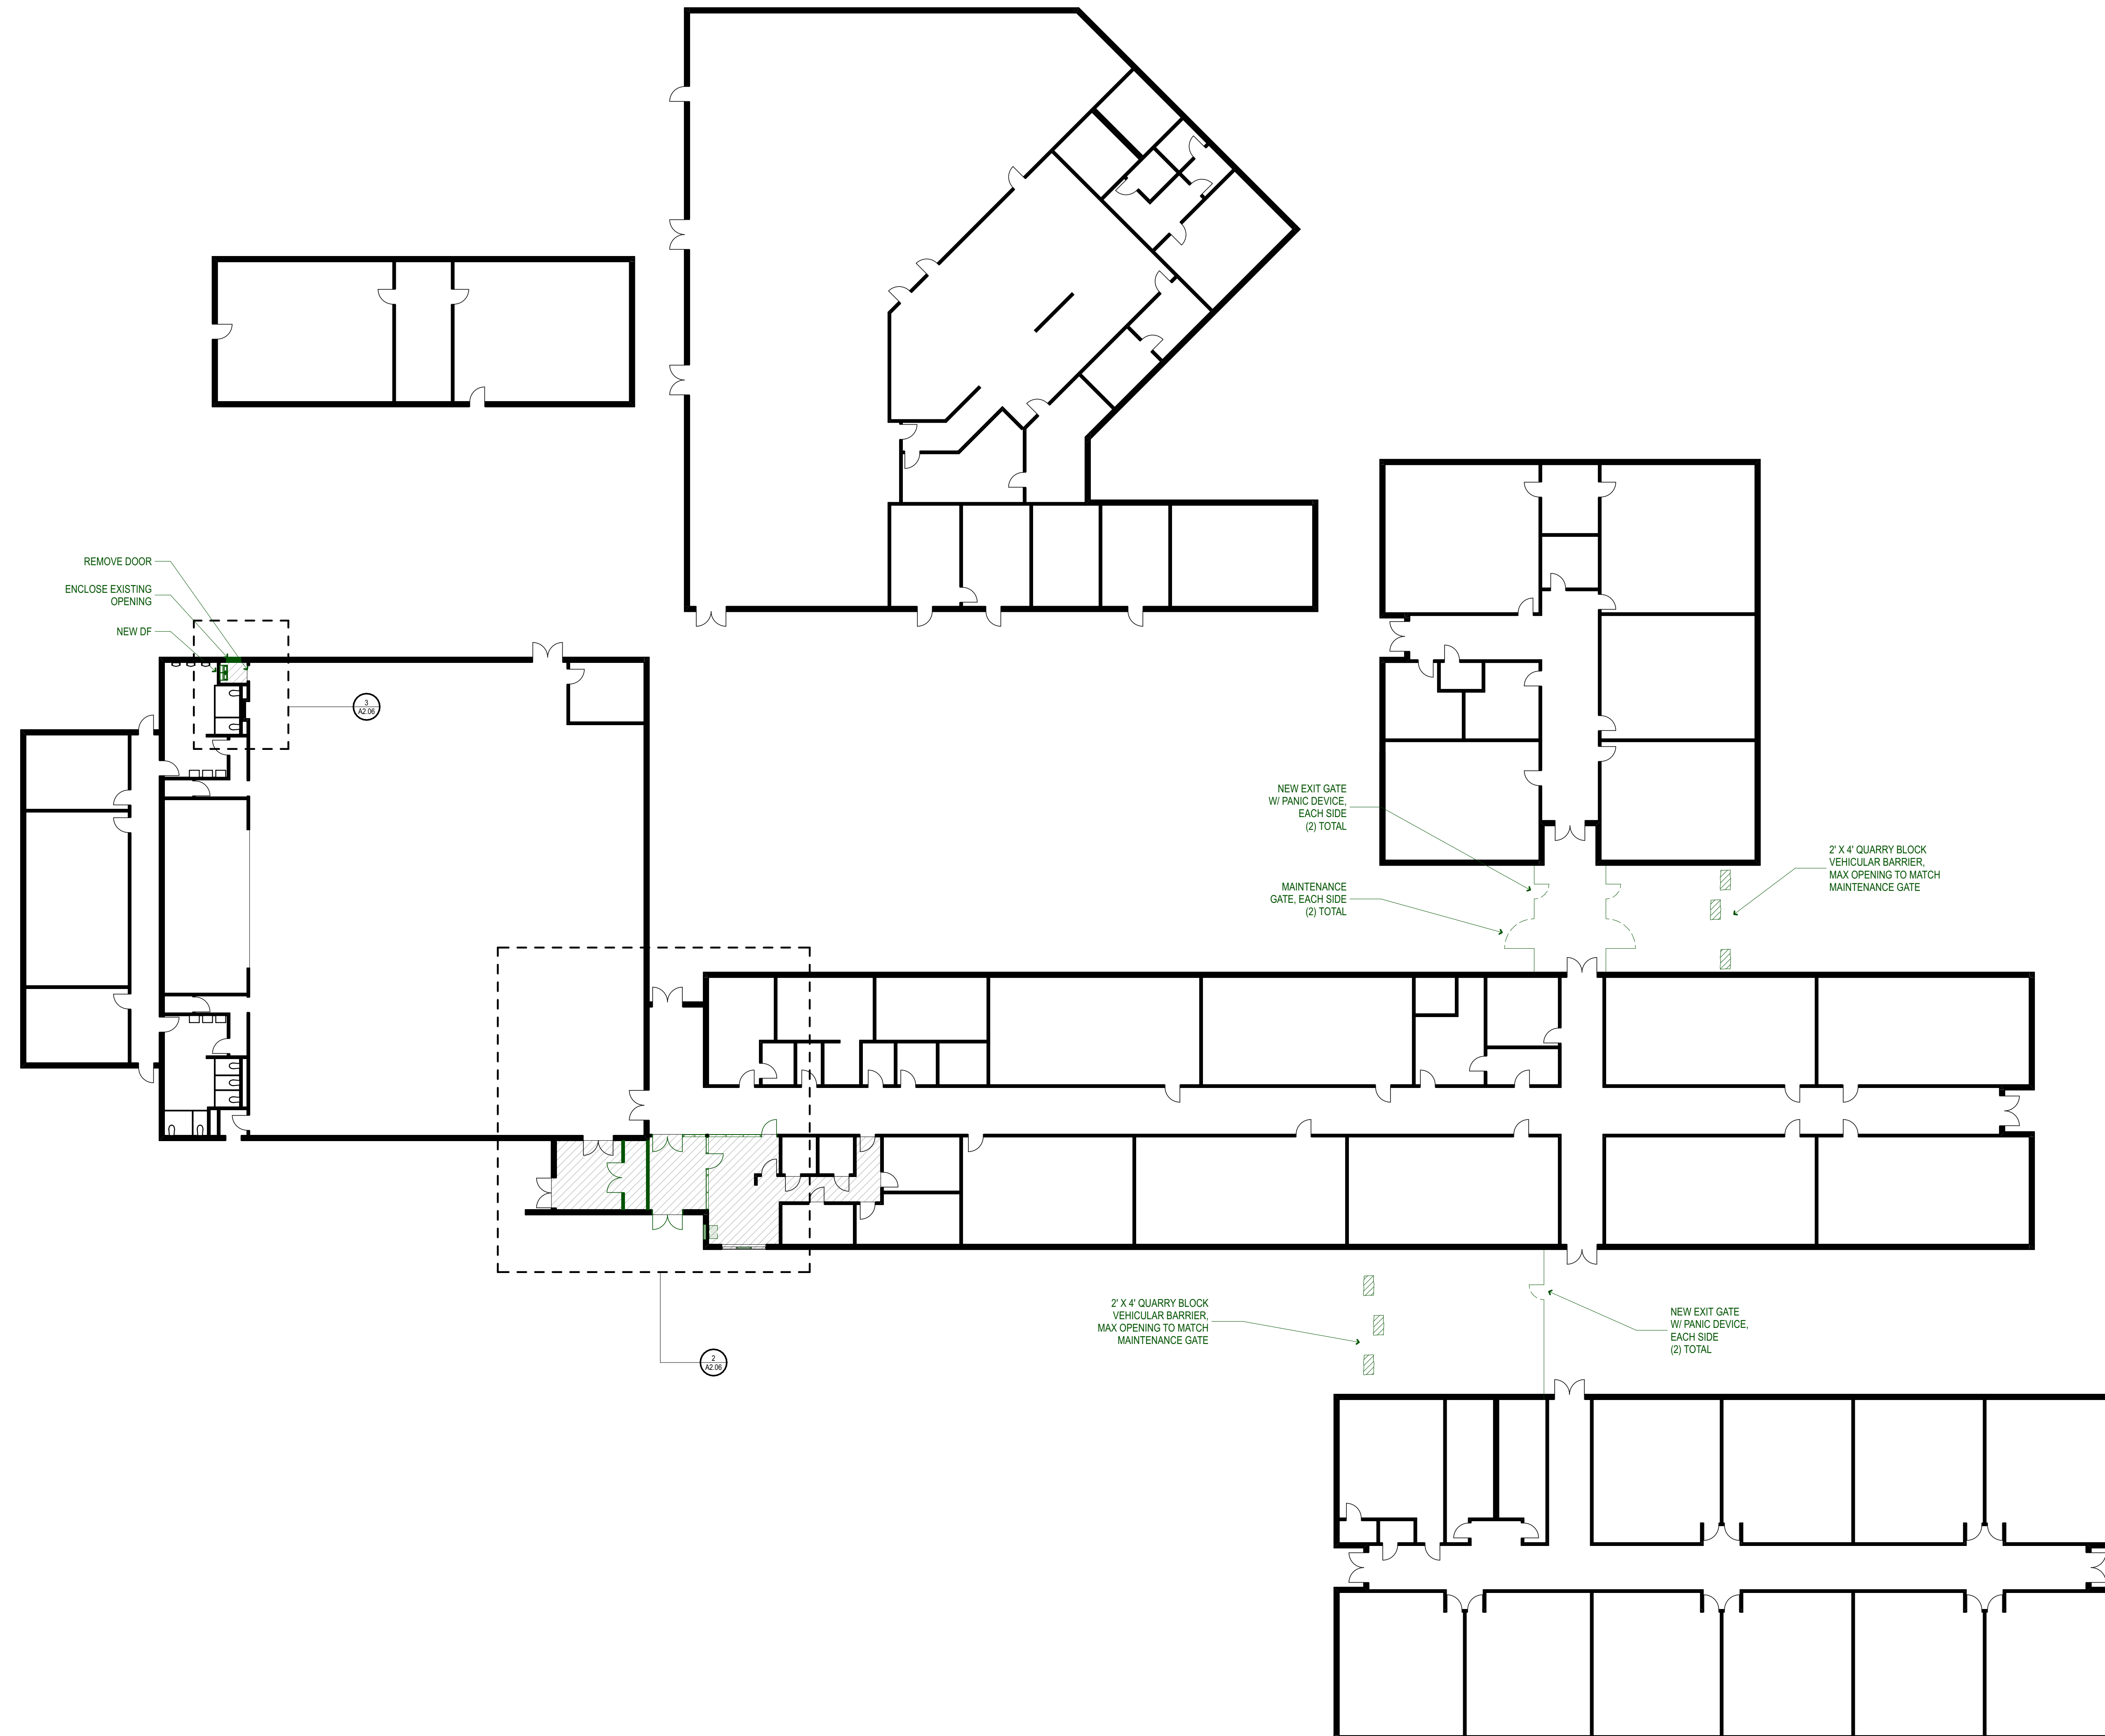 REMOVE DOOR
ENCLOSE EXISTING
OPENING
NEW DF
3
A2.06
NEW EXIT GATE
W/ PANIC DEVICE,
EACH SIDE
(2) TOTAL
MAINTENANCE
GATE, EACH SIDE
(2) TOTAL
2' X 4' QUARRY BLOCK
VEHICULAR BARRIER,
MAX OPENING TO MATCH
MAINTENANCE GATE
2' X 4' QUARRY BLOCK
VEHICULAR BARRIER,
MAX OPENING TO MATCH
MAINTENANCE GATE
NEW EXIT GATE
W/ PANIC DEVICE,
EACH SIDE
(2) TOTAL
2
A2.06